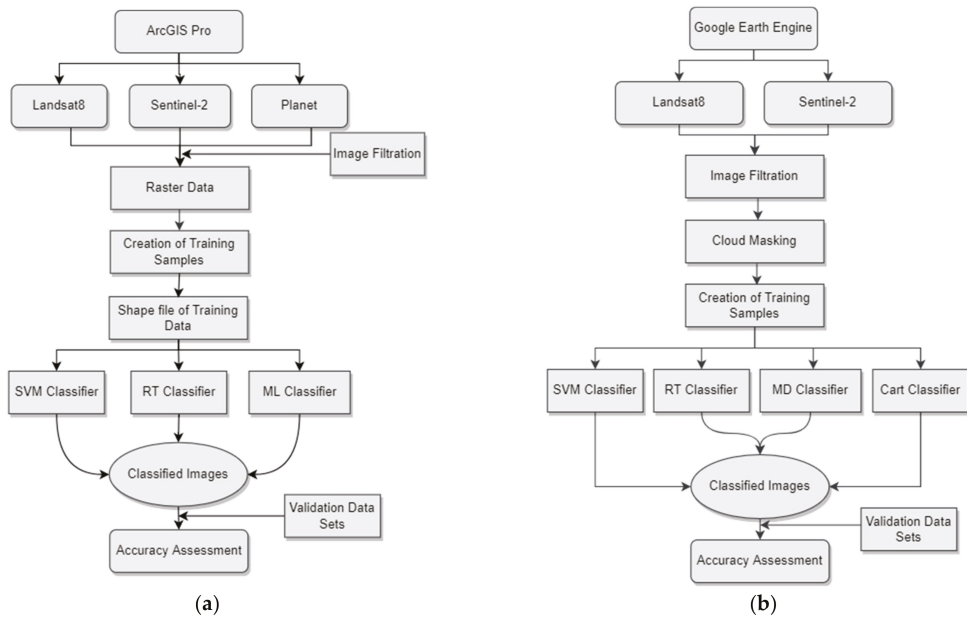 ArcGIS Pro
Landsat8
Sentinel-2
Planet
Image Filtration
Raster Data
Creation of Training
Samples
Shape file of Training
Data
SVM Classifier
RT Classifier
ML Classifier
Classified Images
Validation Data
Sets
Accuracy Assessment
(a)
Google Earth Engine
Landsat8
Sentinel-2
Image Filtration
Cloud Masking
Creation of Training
Samples
SVM Classifier
RT Classifier
MD Classifier
Cart Classifier
Classified Images
Validation Data
Sets
Accuracy Assessment
(b)